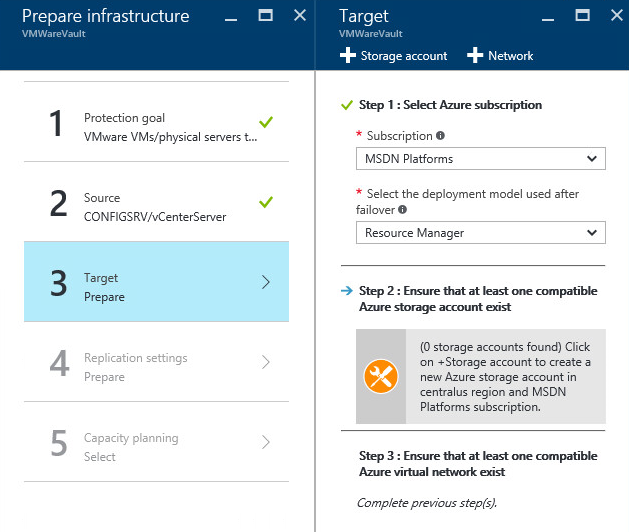 Prepare infrastructure
VMWareVault
1
Protection goal
VMware VMs/physical servers t...
2
Source
CONFIGSRV/vCenterServer
3
Target
Prepare
4
Replication settings
Prepare
5
Capacity planning
Select
Target
VMWareVault
Storage account
Network
Step 1 : Select Azure subscription
* Subscription
MSDN Platforms
* Select the deployment model used after
failover
Resource Manager
Step 2 : Ensure that at least one compatible
Azure storage account exist
(0 storage accounts found) Click
on +Storage account to create a
new Azure storage account in
centralus region and MSDN
Platforms subscription.
Step 3 : Ensure that at least one compatible
Azure virtual network exist
Complete previous step(s).